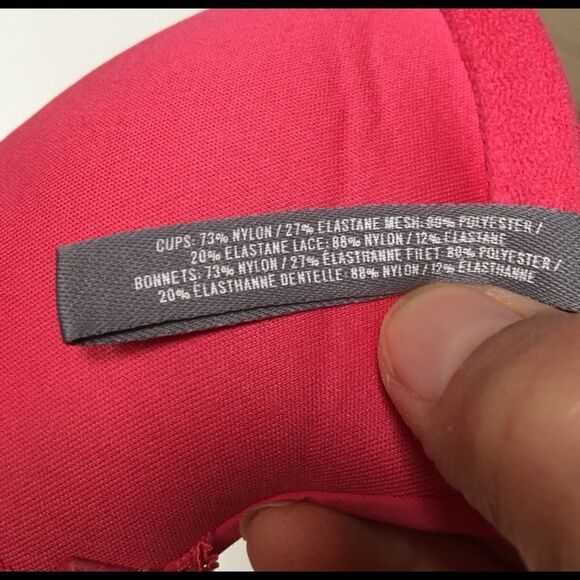 CUPS: 73% NYLON / 27% ELASTANE MESH: 80% POLYESTER /
20% ELASTANE LACE: 88% NYLON / 12% ELASTANE
BONNETS: 73% NYLON / 27% ÉLASTHANNE FILET: 80% POLYESTER /
20% ÉLASTHANNE DENTELLE: 88% NYLON / 12% ÉLASTHANNE